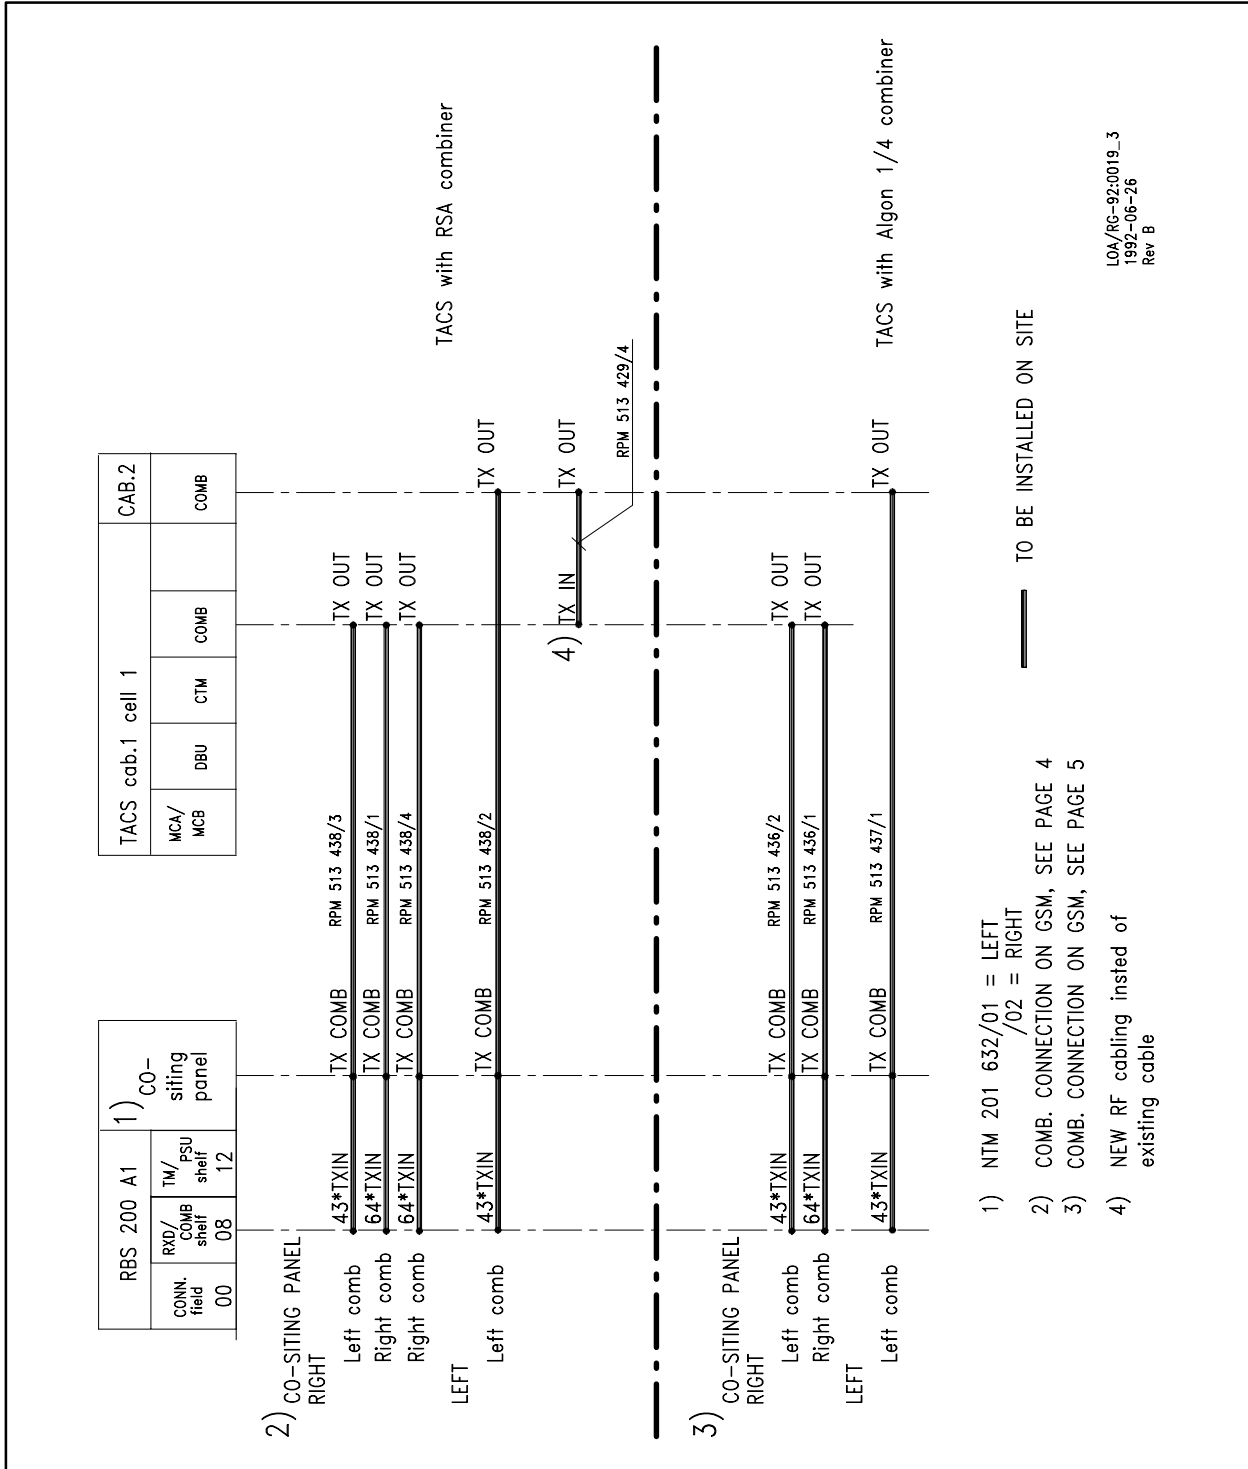 RBS 200 A1
CONN.
field
00
RXD/
COMB
shelf
08
TM/
PSU
shelf
12
1)
CO-
siting
panel
TACS cab.1 cell 1
MCA/
MCB
DBU
CTM
COMB
CAB.2
COMB
2)
CO-SITING PANEL
RIGHT
Left comb 43*TXIN TX COMB RPM 513 438/3 TX OUT
Right comb 64*TXIN TX COMB RPM 513 438/1 TX OUT
Right comb 64*TXIN TX COMB RPM 513 438/4 TX OUT
TACS with RSA combiner
LEFT
Left comb 43*TXIN TX COMB RPM 513 438/2 TX OUT
4) TX IN TX OUT
RPM 513 429/4
3)
CO-SITING PANEL
RIGHT
Left comb 43*TXIN TX COMB RPM 513 436/2 TX OUT
Right comb 64*TXIN TX COMB RPM 513 436/1 TX OUT
LEFT
Left comb 43*TXIN TX COMB RPM 513 437/1 TX OUT
TACS with Algon 1/4 combiner
1) NTM 201 632/01 = LEFT
/02 = RIGHT
2) COMB. CONNECTION ON GSM, SEE PAGE 4
3) COMB. CONNECTION ON GSM, SEE PAGE 5
4) NEW RF cabling insted of
existing cable
TO BE INSTALLED ON SITE
LOA/RG-92:0019_3
1992-06-26
Rev B